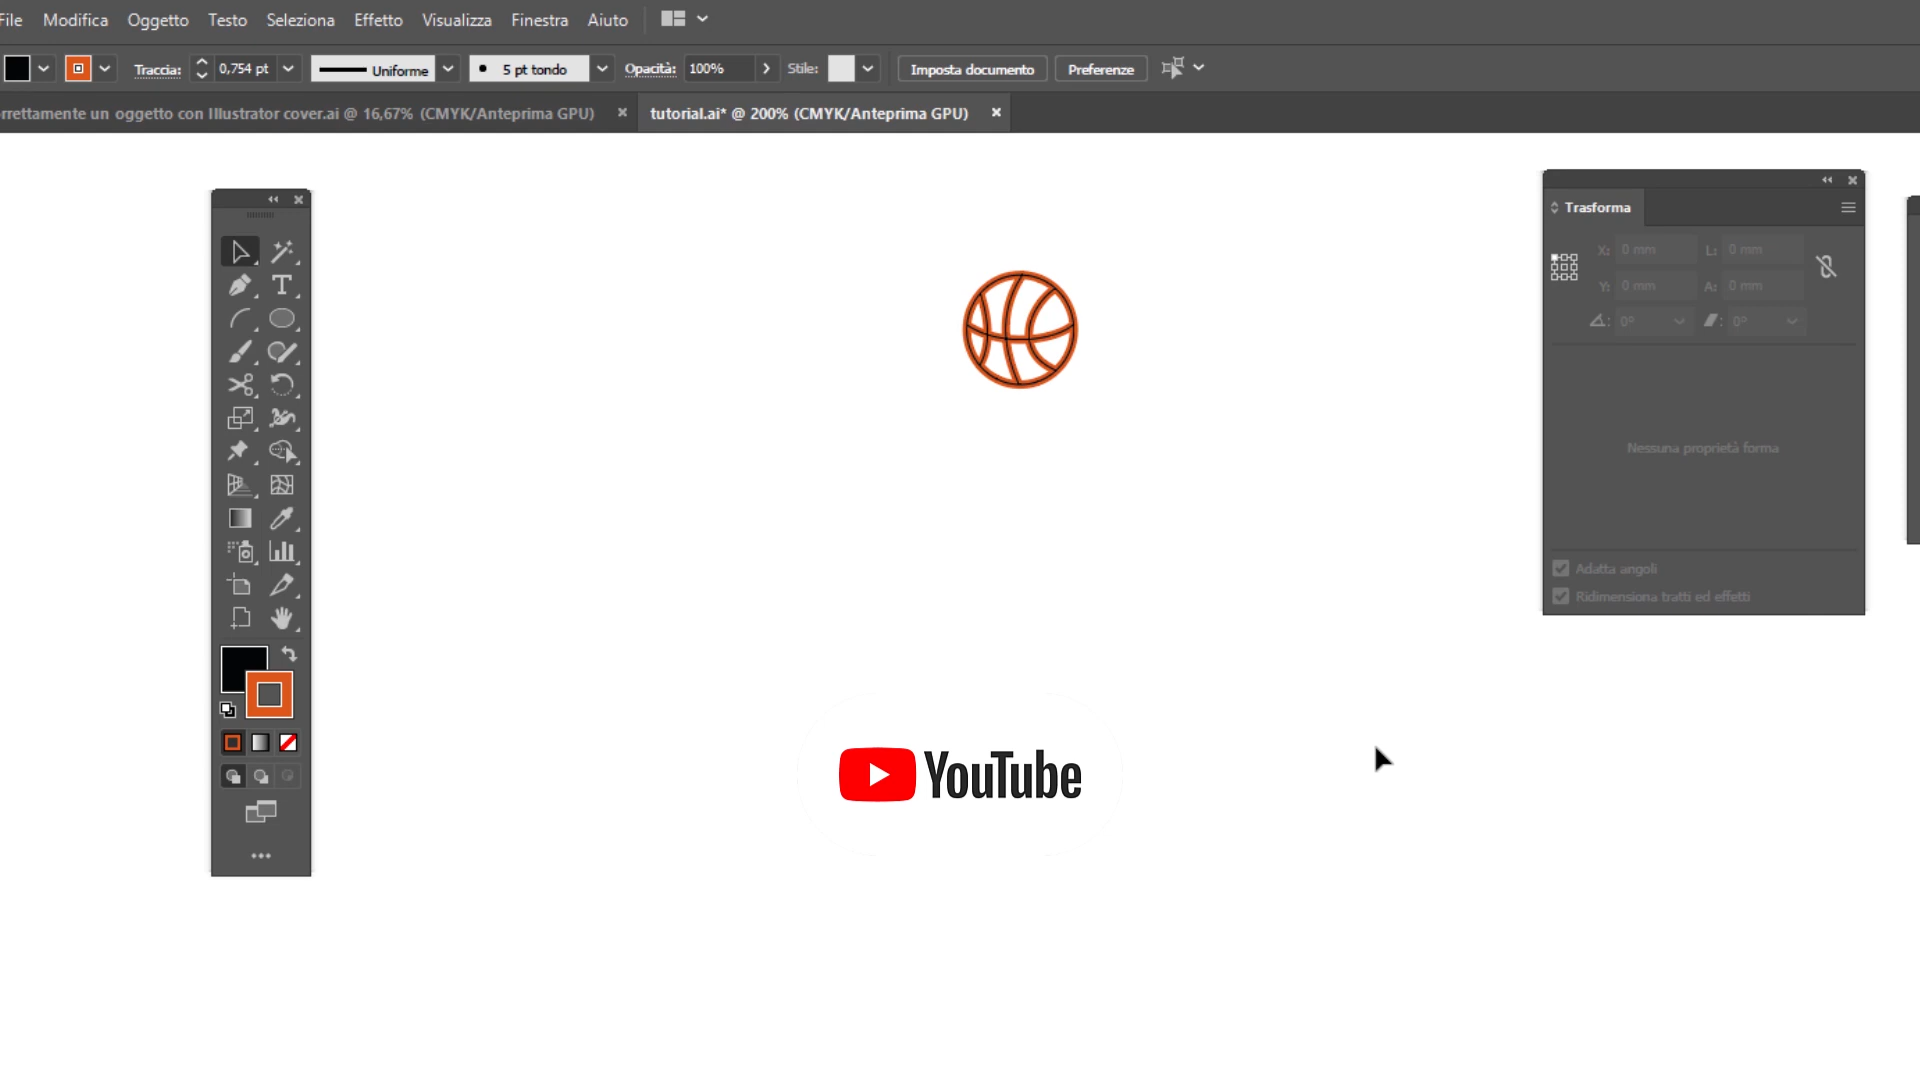 File Modifica Oggetto Testo Seleziona Effetto Visualizza Finestra Aiuto
Traccia: 0,754 pt Uniforme 5 pt tondo Opacità: 100% Stile: Imposta documento Preferenze
rrettamente un oggetto con Illustrator cover.ai @ 16,67% (CMYK/Anteprima GPU) tutorial.ai* @ 200% (CMYK/Anteprima GPU)
Trasforma
X: 0 mm L: 0 mm
Y: 0 mm A: 0 mm
0° 0°
Nessuna proprietà forma
Adatta angoli
Ridimensiona tratti ed effetti
YouTube